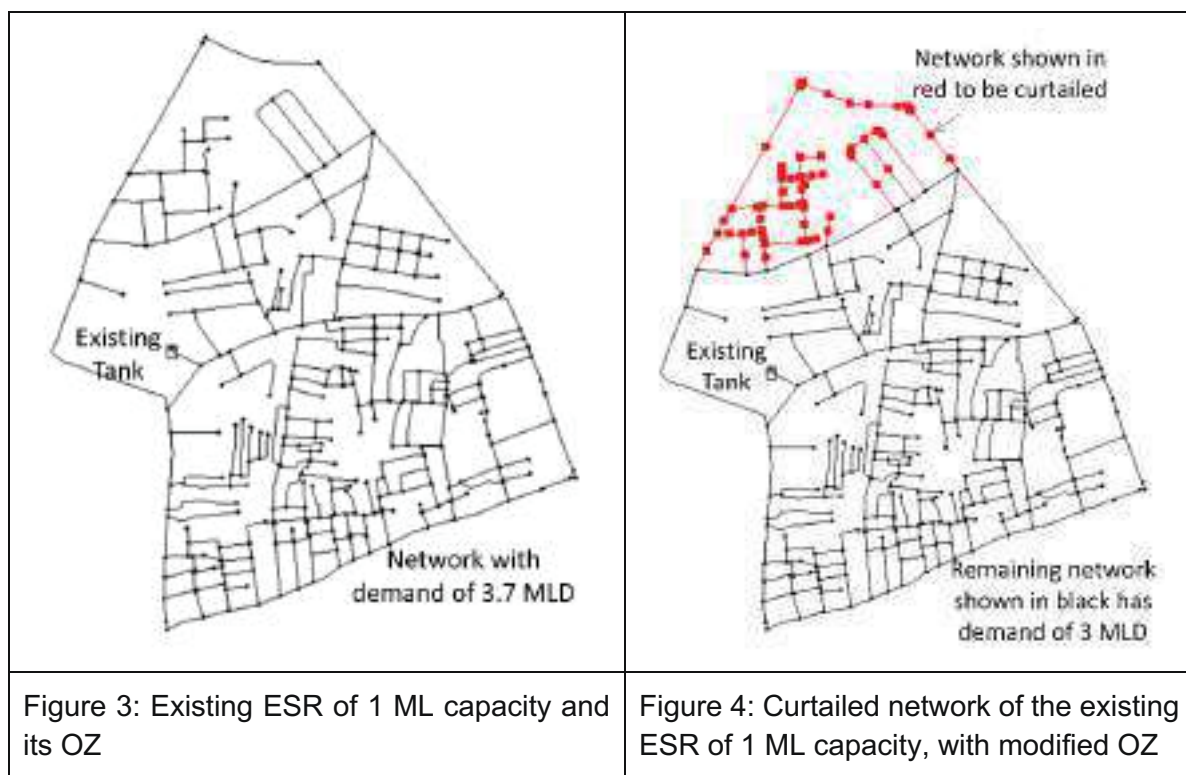 Existing
Tank
Network with
demand of 3.7 MLD
Network shown in
red to be curtailed
Existing
Tank
Remaining network
shown in black has
demand of 3 MLD
Figure 3: Existing ESR of 1 ML capacity and
its OZ
Figure 4: Curtailed network of the existing
ESR of 1 ML capacity, with modified OZ